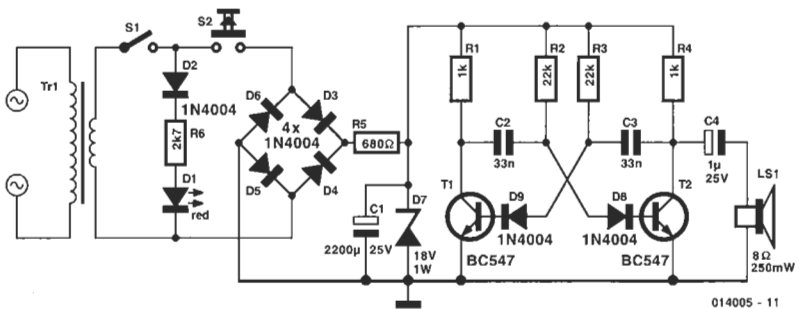 S1
S2
Tr1
D2
1N4004
R6
2k7
D1
red
D6
D3
4x
1N4004
D5
D4
R5
680Ω
C1
2200µ 25V
D7
18V
1W
R1
1k
R2
22k
R3
22k
R4
1k
C2
33n
C3
33n
C4
1µ
25V
T1
D9
1N4004
BC547
D8
1N4004
T2
BC547
LS1
8Ω
250mW
014005 - 11